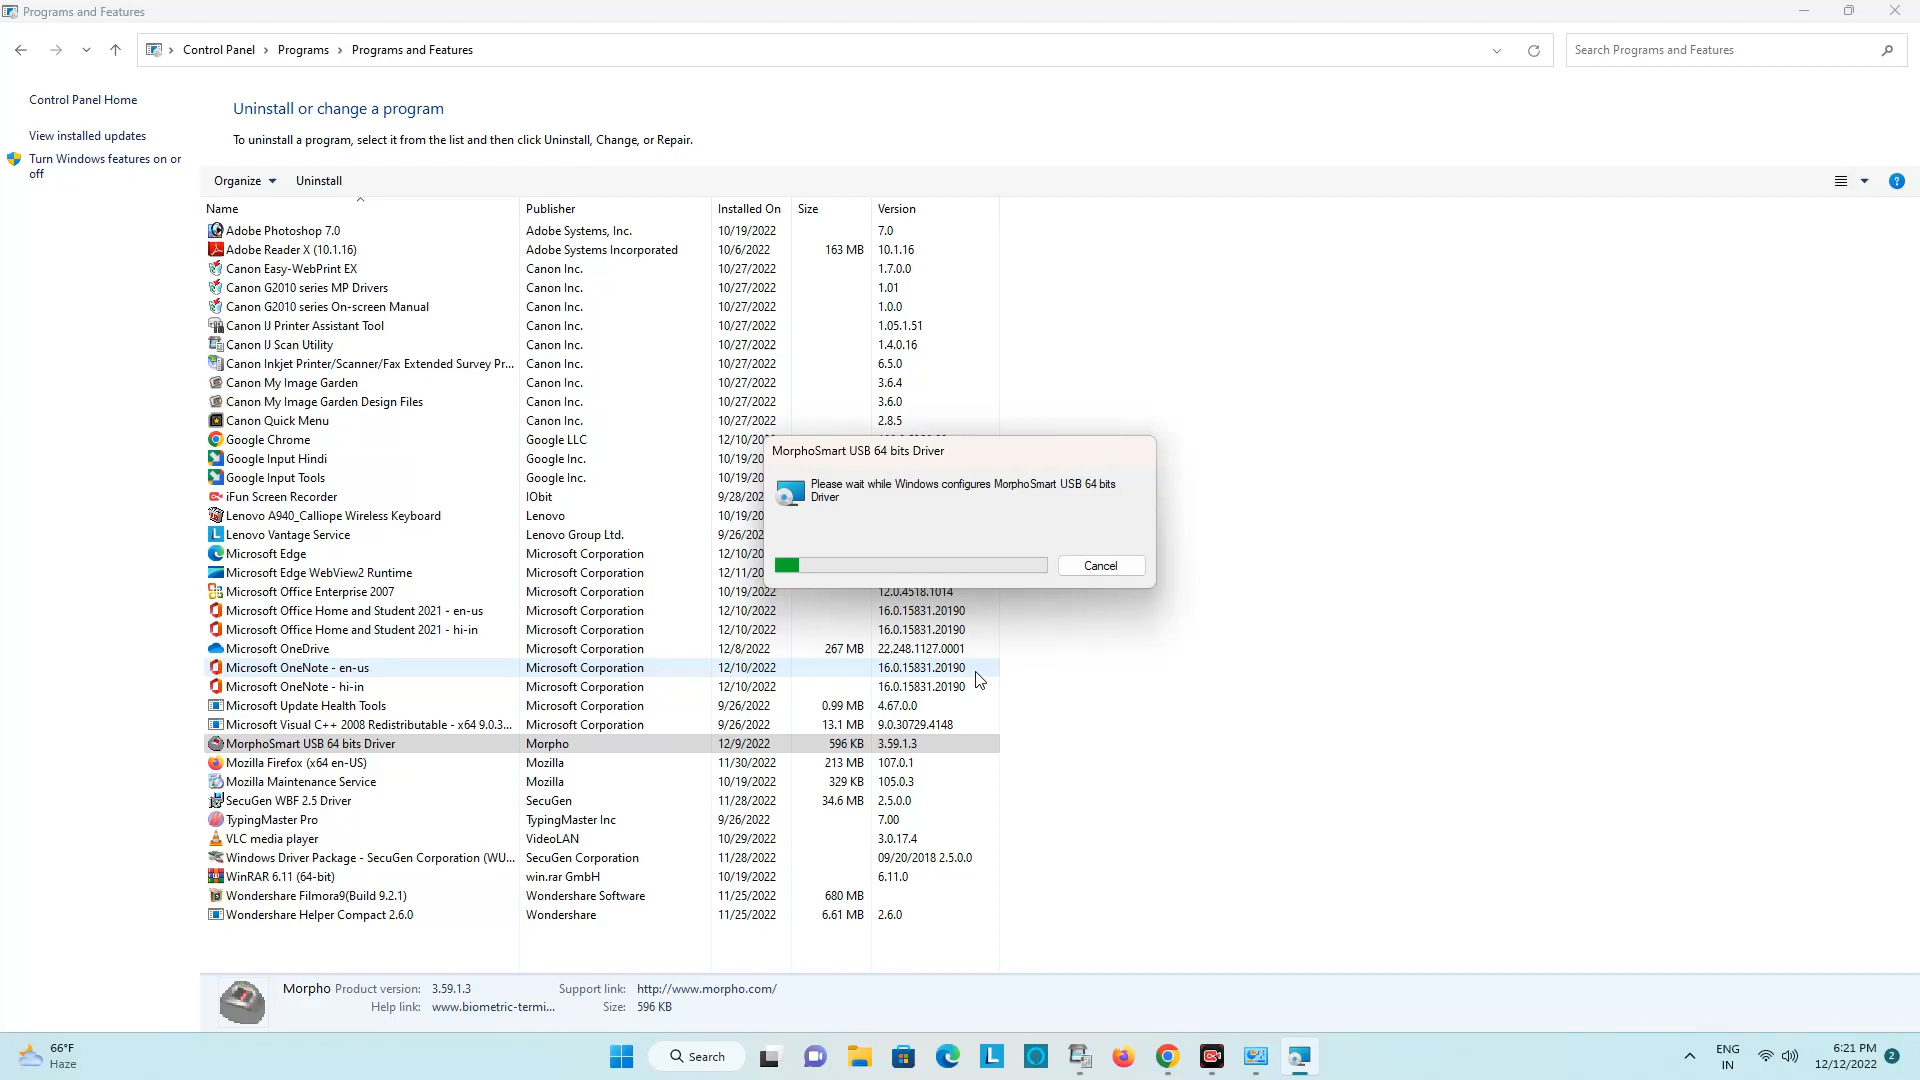 Programs and Features
Control Panel > Programs > Programs and Features
Search Programs and Features
Control Panel Home
View installed updates
Turn Windows features on or
off
Uninstall or change a program
To uninstall a program, select it from the list and then click Uninstall, Change, or Repair.
Organize Uninstall
Name Publisher Installed On Size Version
Adobe Photoshop 7.0 Adobe Systems, Inc. 10/19/2022 7.0
Adobe Reader X (10.1.16) Adobe Systems Incorporated 10/6/2022 163 MB 10.1.16
Canon Easy-WebPrint EX Canon Inc. 10/27/2022 1.7.0.0
Canon G2010 series MP Drivers Canon Inc. 10/27/2022 1.01
Canon G2010 series On-screen Manual Canon Inc. 10/27/2022 1.0.0
Canon IJ Printer Assistant Tool Canon Inc. 10/27/2022 1.05.1.51
Canon IJ Scan Utility Canon Inc. 10/27/2022 1.4.0.16
Canon Inkjet Printer/Scanner/Fax Extended Survey Pr... Canon Inc. 10/27/2022 6.5.0
Canon My Image Garden Canon Inc. 10/27/2022 3.6.4
Canon My Image Garden Design Files Canon Inc. 10/27/2022 3.6.0
Canon Quick Menu Canon Inc. 10/27/2022 2.8.5
Google Chrome Google LLC 12/10/20
Google Input Hindi Google Inc. 10/19/20
Google Input Tools Google Inc. 10/19/20
iFun Screen Recorder IObit 9/28/202
Lenovo A940_Calliope Wireless Keyboard Lenovo 10/19/20
Lenovo Vantage Service Lenovo Group Ltd. 9/26/202
Microsoft Edge Microsoft Corporation 12/10/20
Microsoft Edge WebView2 Runtime Microsoft Corporation 12/11/20
MorphoSmart USB 64 bits Driver
Please wait while Windows configures MorphoSmart USB 64 bits
Driver
Cancel
Microsoft Office Enterprise 2007 Microsoft Corporation 10/19/2022 12.0.4518.1014
Microsoft Office Home and Student 2021 - en-us Microsoft Corporation 12/10/2022 16.0.15831.20190
Microsoft Office Home and Student 2021 - hi-in Microsoft Corporation 12/10/2022 16.0.15831.20190
Microsoft OneDrive Microsoft Corporation 12/8/2022 267 MB 22.248.1127.0001
Microsoft OneNote - en-us Microsoft Corporation 12/10/2022 16.0.15831.20190
Microsoft OneNote - hi-in Microsoft Corporation 12/10/2022 16.0.15831.20190
Microsoft Update Health Tools Microsoft Corporation 9/26/2022 0.99 MB 4.67.0.0
Microsoft Visual C++ 2008 Redistributable - x64 9.0.3... Microsoft Corporation 9/26/2022 13.1 MB 9.0.30729.4148
MorphoSmart USB 64 bits Driver Morpho 12/9/2022 596 KB 3.59.1.3
Mozilla Firefox (x64 en-US) Mozilla 11/30/2022 213 MB 107.0.1
Mozilla Maintenance Service Mozilla 10/19/2022 329 KB 105.0.3
SecuGen WBF 2.5 Driver SecuGen 11/28/2022 34.6 MB 2.5.0.0
TypingMaster Pro TypingMaster Inc 9/26/2022 7.00
VLC media player VideoLAN 10/29/2022 3.0.17.4
Windows Driver Package - SecuGen Corporation (WU... SecuGen Corporation 11/28/2022 09/20/2018 2.5.0.0
WinRAR 6.11 (64-bit) win.rar GmbH 10/19/2022 6.11.0
Wondershare Filmora9(Build 9.2.1) Wondershare Software 11/25/2022 680 MB
Wondershare Helper Compact 2.6.0 Wondershare 11/25/2022 6.61 MB 2.6.0
Morpho Product version: 3.59.1.3 Support link: http://www.morpho.com/
Help link: www.biometric-termi... Size: 596 KB
66°F
Haze
Search
ENG
IN
6:21 PM
12/12/2022
2